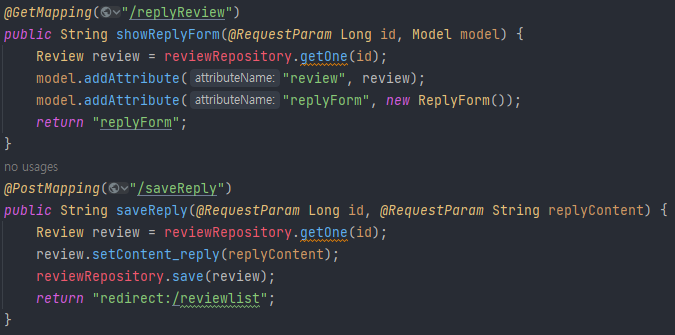 @GetMapping("/replyReview")
public String showReplyForm(@RequestParam Long id, Model model) {
    Review review = reviewRepository.getOne(id);
    model.addAttribute( attributeName: "review", review);
    model.addAttribute( attributeName: "replyForm", new ReplyForm());
    return "replyForm";
}
no usages
@PostMapping("/saveReply")
public String saveReply(@RequestParam Long id, @RequestParam String replyContent) {
    Review review = reviewRepository.getOne(id);
    review.setContent_reply(replyContent);
    reviewRepository.save(review);
    return "redirect:/reviewlist";
}